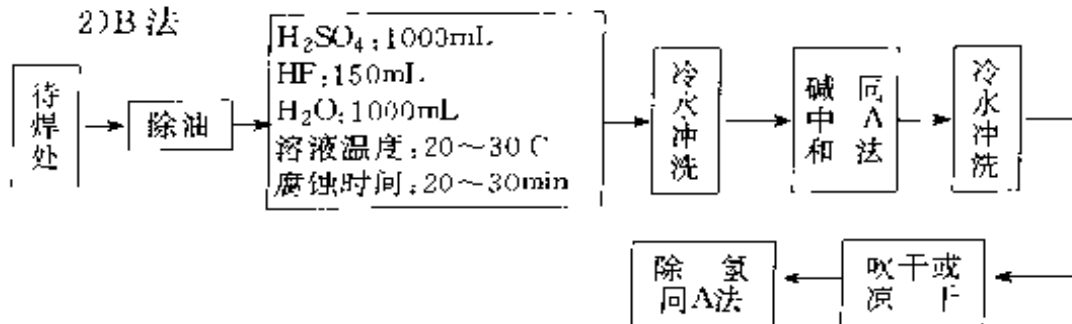 2)B 法
待焊处
除油
H₂SO₄:1000mL
HF:150mL
H₂O:1000mL
溶液温度:20～30 C
腐蚀时间:20～30min
冷水冲洗
碱中和 同A法
冷水冲洗
吹干或
凉干
除 氢
同A法